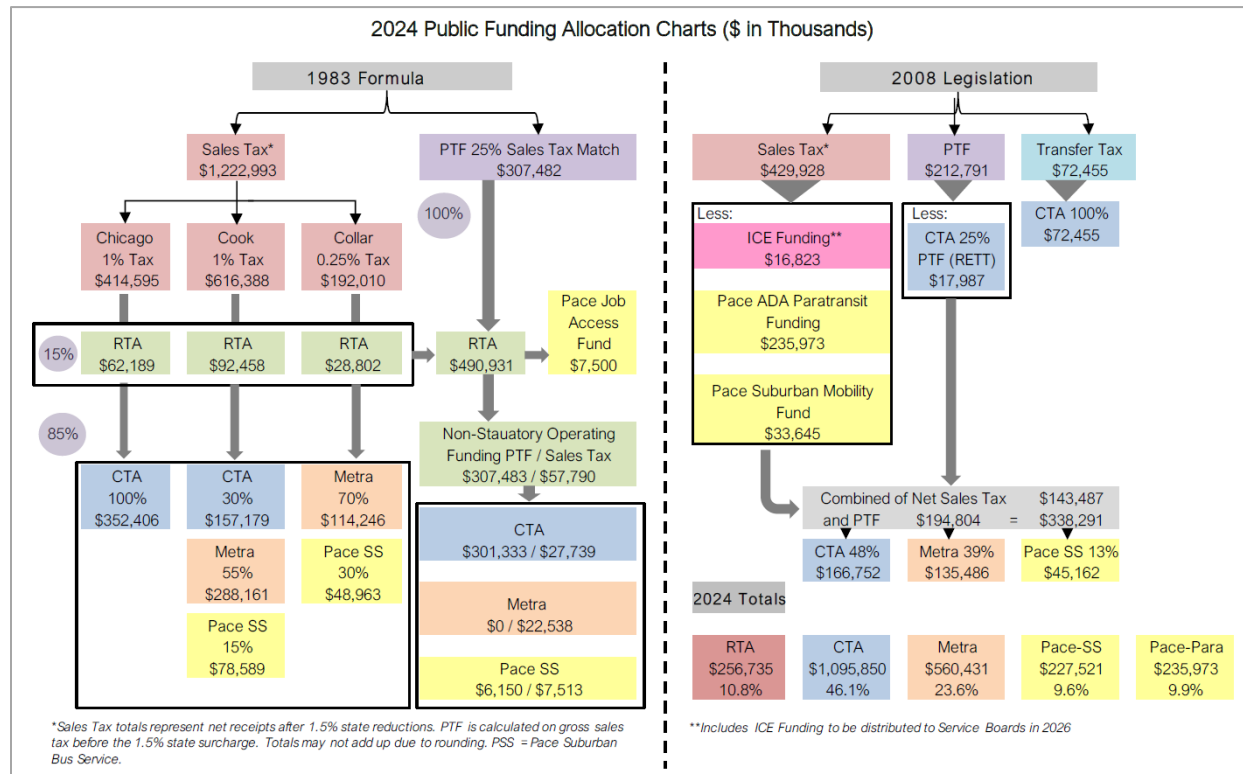 2024 Public Funding Allocation Charts ($ in Thousands)
1983 Formula
Sales Tax*
$1,222,993
PTF 25% Sales Tax Match
$307,482
100%
Chicago
1% Tax
$414,595
Cook
1% Tax
$616,388
Collar
0.25% Tax
$192,010
15%
RTA
$62,189
RTA
$92,458
RTA
$28,802
RTA
$490,931
Pace Job
Access
Fund
$7,500
85%
Non-Stauatory Operating
Funding PTF / Sales Tax
$307,483 / $57,790
CTA
100%
$352,406
CTA
30%
$157,179
Metra
55%
$288,161
Pace SS
15%
$78,589
Metra
70%
$114,246
Pace SS
30%
$48,963
CTA
$301,333 / $27,739
Metra
$0 / $22,538
Pace SS
$6,150 / $7,513
*Sales Tax totals represent net receipts after 1.5% state reductions. PTF is calculated on gross sales
tax before the 1.5% state surcharge. Totals may not add up due to rounding. PSS = Pace Suburban
Bus Service.
2008 Legislation
Sales Tax*
$429,928
PTF
$212,791
Transfer Tax
$72,455
Less:
ICE Funding**
$16,823
Pace ADA Paratransit
Funding
$235,973
Pace Suburban Mobility
Fund
$33,645
Less:
CTA 25%
PTF (RETT)
$17,987
CTA 100%
$72,455
Combined of Net Sales Tax $143,487
and PTF $194,804 = $338,291
CTA 48%
$166,752
Metra 39%
$135,486
Pace SS 13%
$45,162
2024 Totals
RTA
$256,735
10.8%
CTA
$1,095,850
46.1%
Metra
$560,431
23.6%
Pace-SS
$227,521
9.6%
Pace-Para
$235,973
9.9%
**Includes ICE Funding to be distributed to Service Boards in 2026